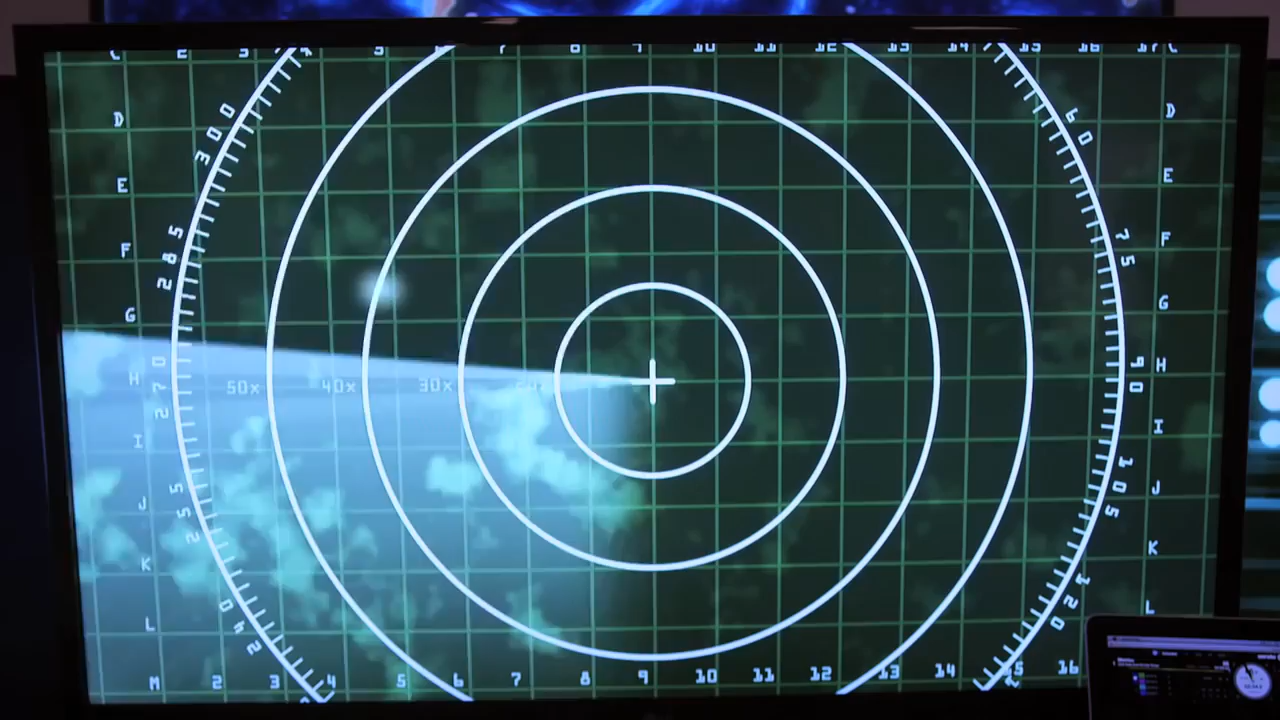 C 2 3 4 5 6 7 8 9 10 11 12 13 14 15 16 17 C
D 300 60 D
E E
F 285 75 F
G G
H 270 50x 40x 30x 90 H
I I
J 255 105 J
K K
L 240 120 L
M 2 3 4 5 6 7 8 9 10 11 12 13 14 15 16